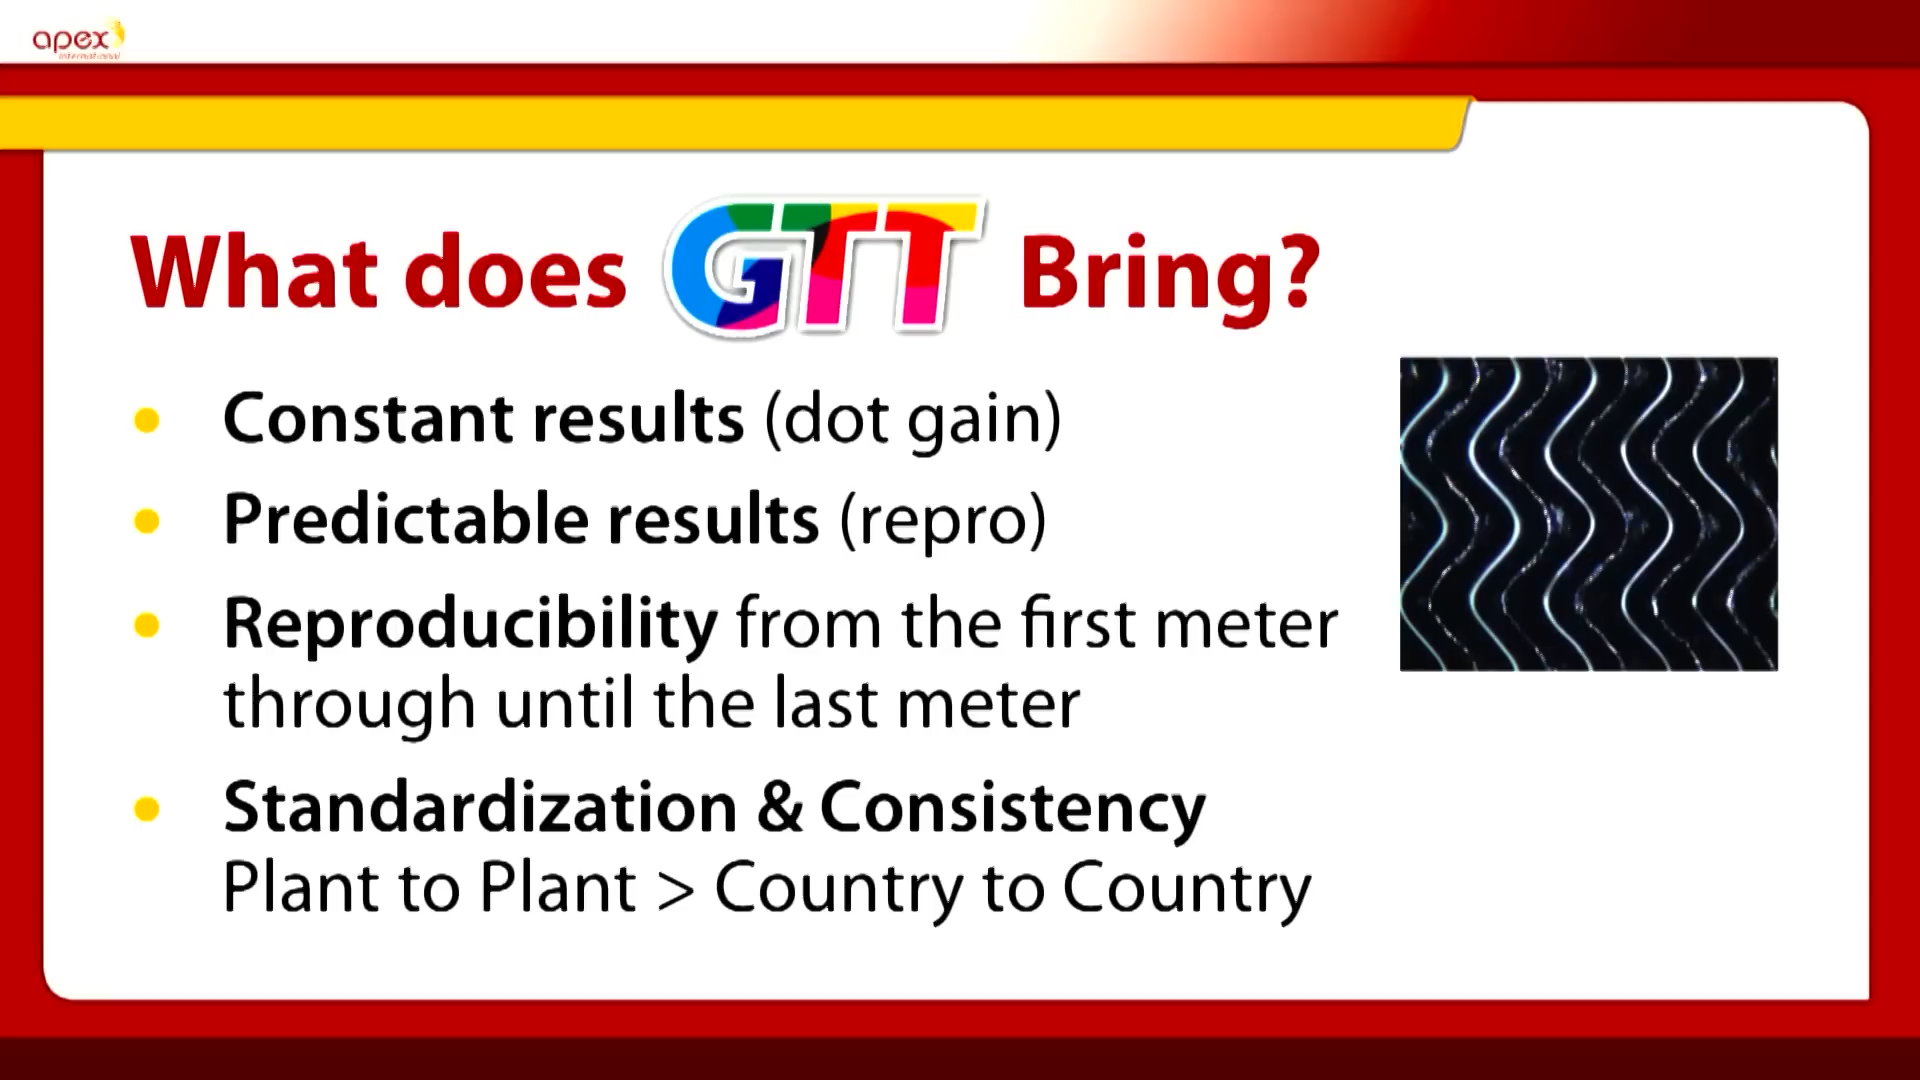 apex
international
What does GTT Bring?
Constant results (dot gain)
Predictable results (repro)
Reproducibility from the first meter
through until the last meter
Standardization & Consistency
Plant to Plant > Country to Country